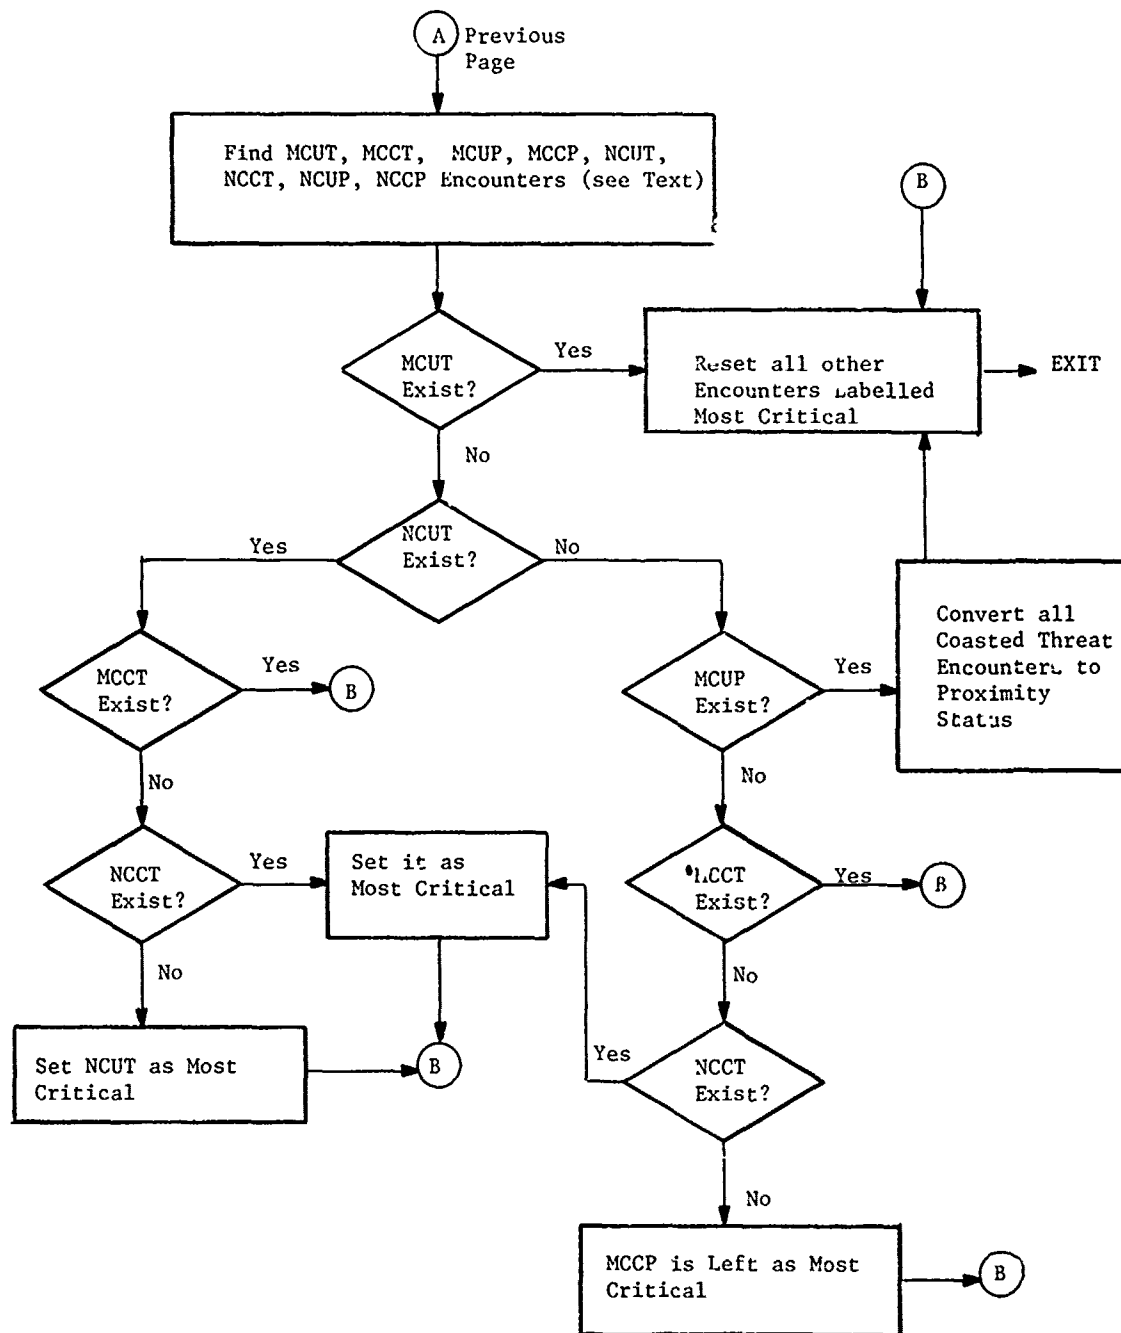 A Previous
Page
Find MCUT, MCCT, MCUP, MCCP, NCUT,
NCCT, NCUP, NCCP Encounters (see Text)
B
MCUT
Exist?
Yes
Reset all other
Encounters Labelled
Most Critical
EXIT
No
NCUT
Exist?
Yes
No
Convert all
Coasted Threat
Encounters to
Proximity
Status
MCCT
Exist?
Yes
B
MCUP
Exist?
Yes
No
No
NCCT
Exist?
Yes
Set it as
Most Critical
Exist?
Yes
B
No
No
Set NCUT as Most
Critical
B
Yes
NCCT
Exist?
No
MCCP is Left as Most
Critical
B